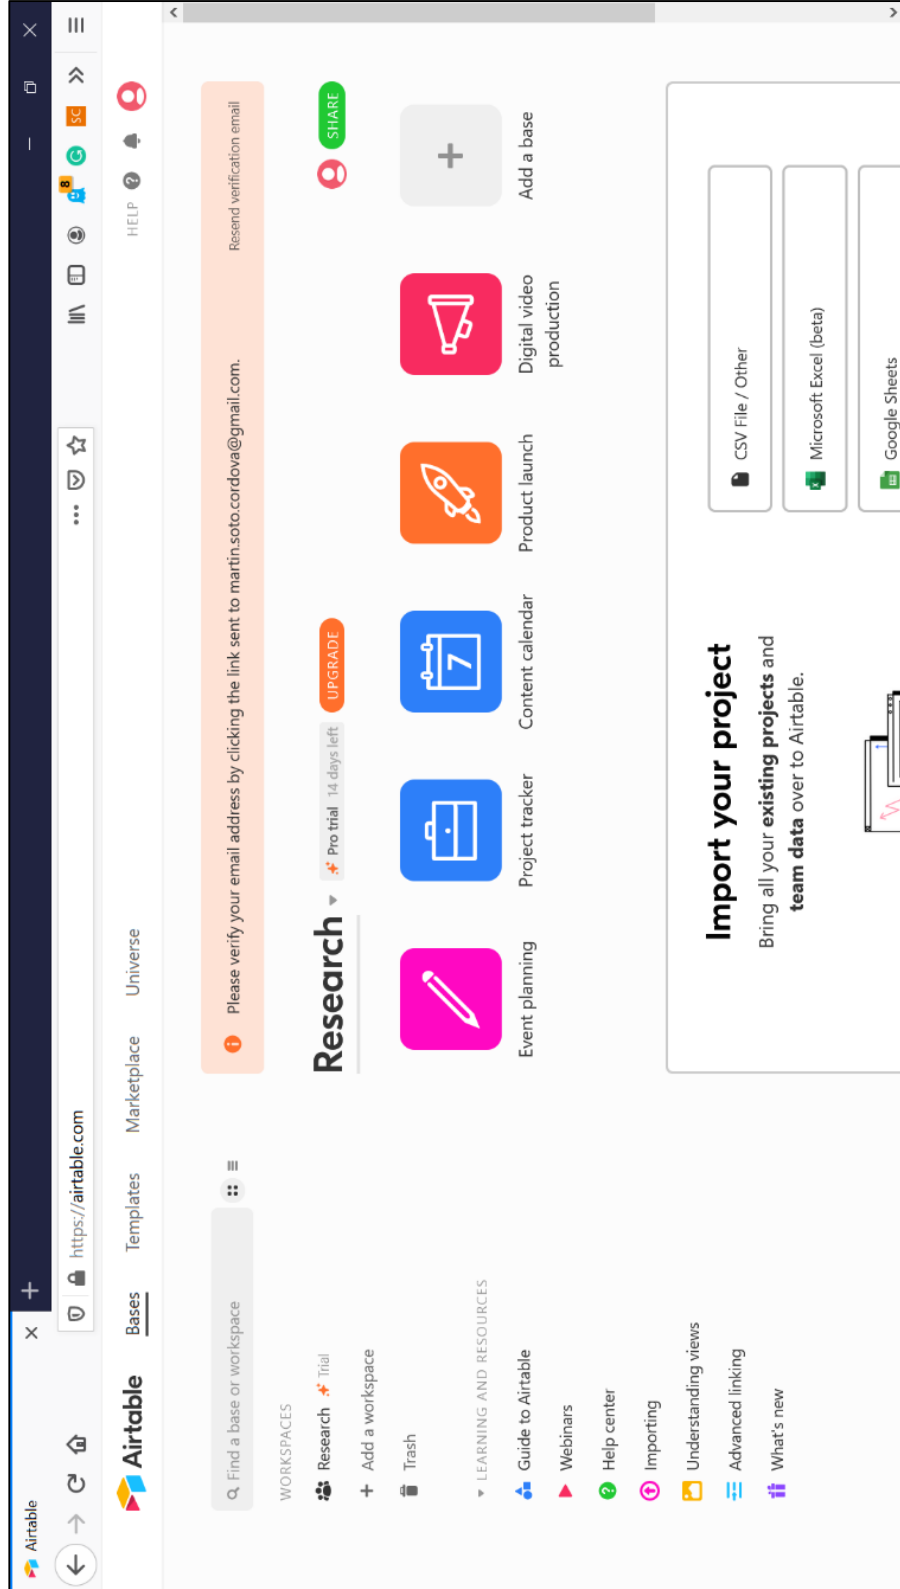 Airtable
https://airtable.com
8
SC
G
Airtable
Bases
Templates
Marketplace
Universe
HELP
?
Find a base or workspace
WORKSPACES
Research Trial
Add a workspace
Trash
LEARNING AND RESOURCES
Guide to Airtable
Webinars
Help center
Importing
Understanding views
Advanced linking
What's new
Please verify your email address by clicking the link sent to martin.soto.cordova@gmail.com.
Resend verification email
Research
Pro trial 14 days left
UPGRADE
SHARE
7
Event planning
Project tracker
Content calendar
Product launch
Digital video
production
Add a base
Import your project
Bring all your existing projects and
team data over to Airtable.
CSV File / Other
Microsoft Excel (beta)
Google Sheets